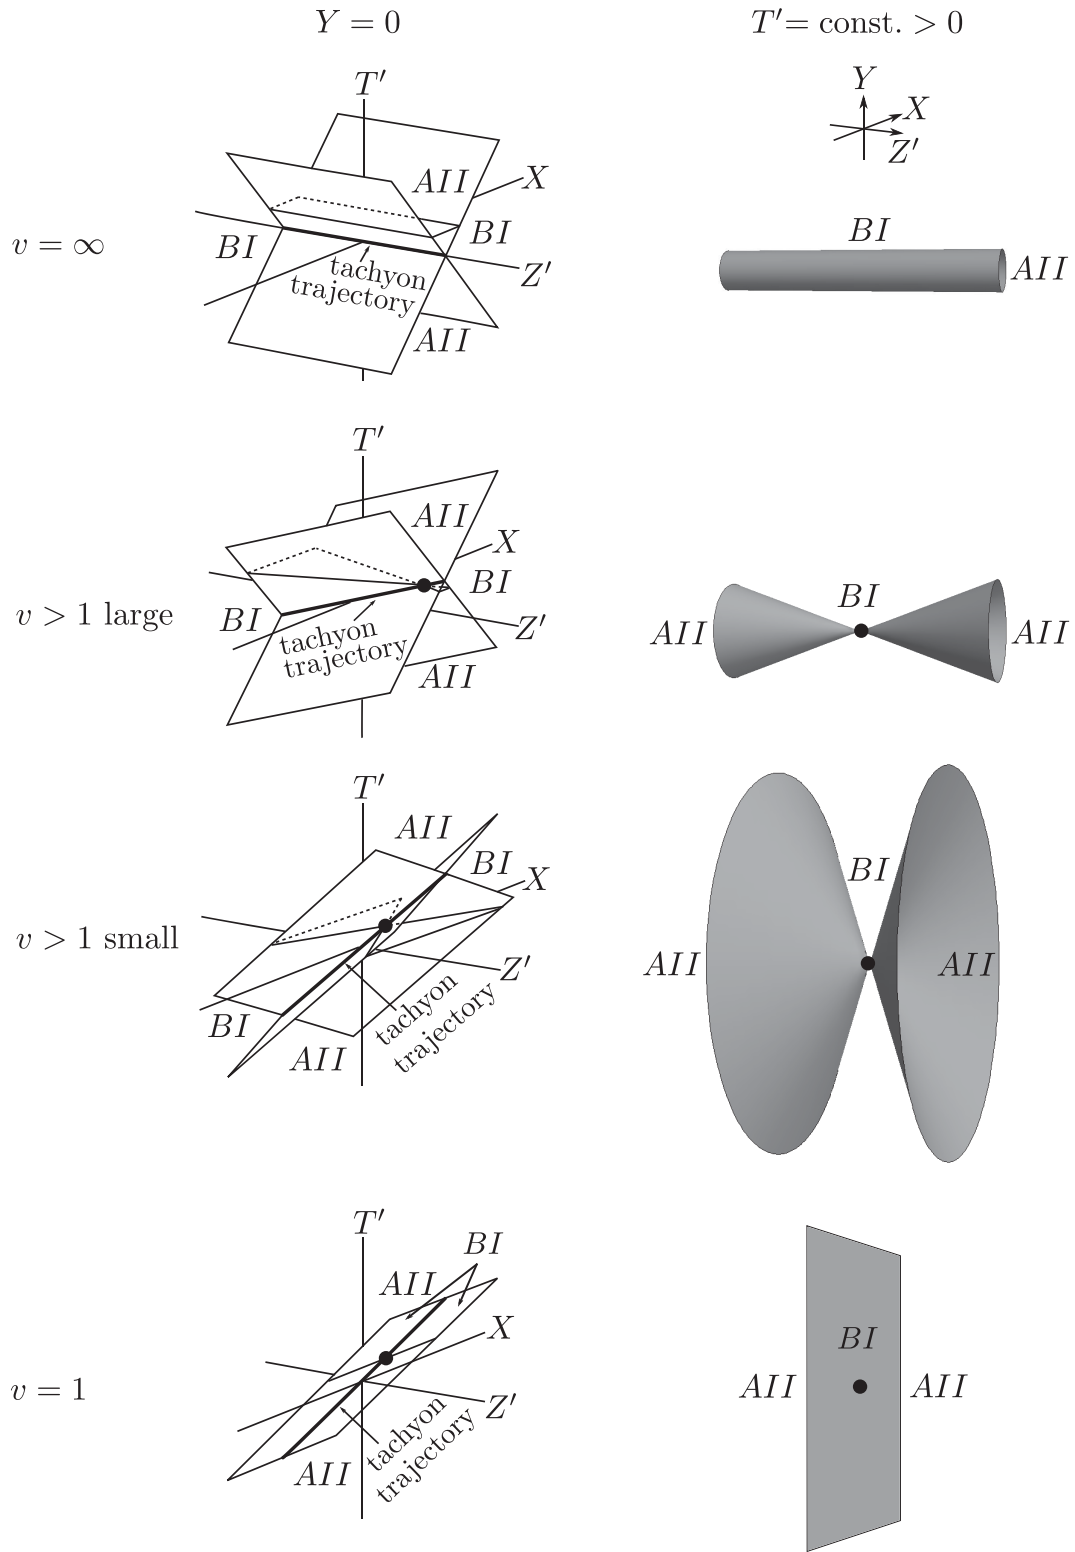 Y = 0
T′ = const. > 0
v = ∞
T′
AII
X
BI
BI
Z′
tachyon
trajectory
AII
Y
X
Z′
BI
AII
v > 1 large
T′
AII
X
BI
BI
Z′
tachyon
trajectory
AII
BI
AII
AII
v > 1 small
T′
AII
BI
X
Z′
BI
tachyon
trajectory
AII
BI
AII
AII
v = 1
T′
BI
AII
X
Z′
tachyon
trajectory
AII
BI
AII
AII